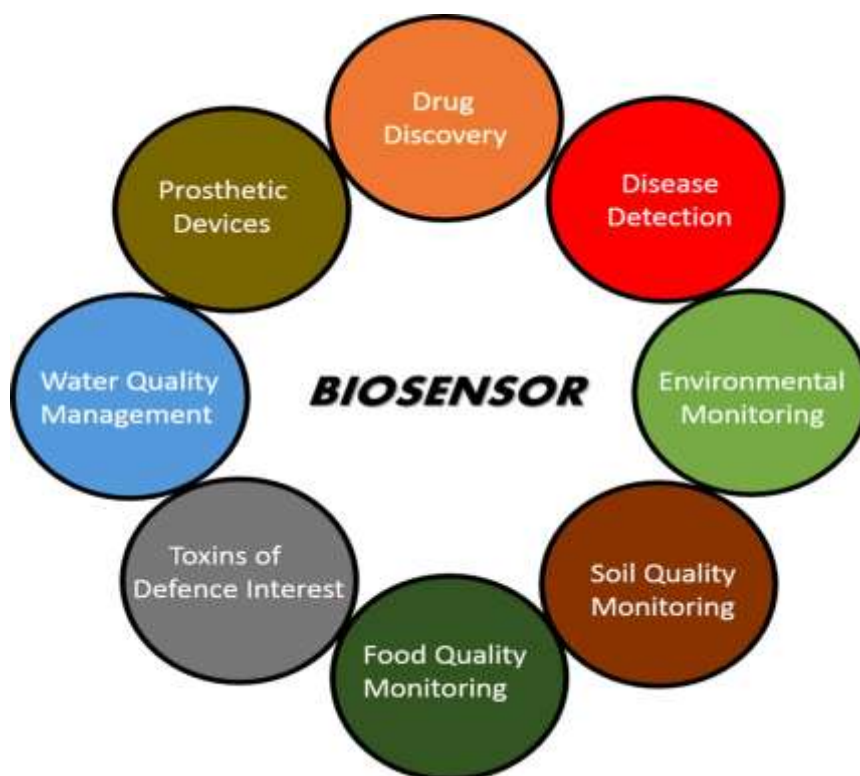 Drug
Discovery
Disease
Detection
Environmental
Monitoring
Soil Quality
Monitoring
Food Quality
Monitoring
Toxins of
Defence Interest
Water Quality
Management
Prosthetic
Devices
BIOSENSOR